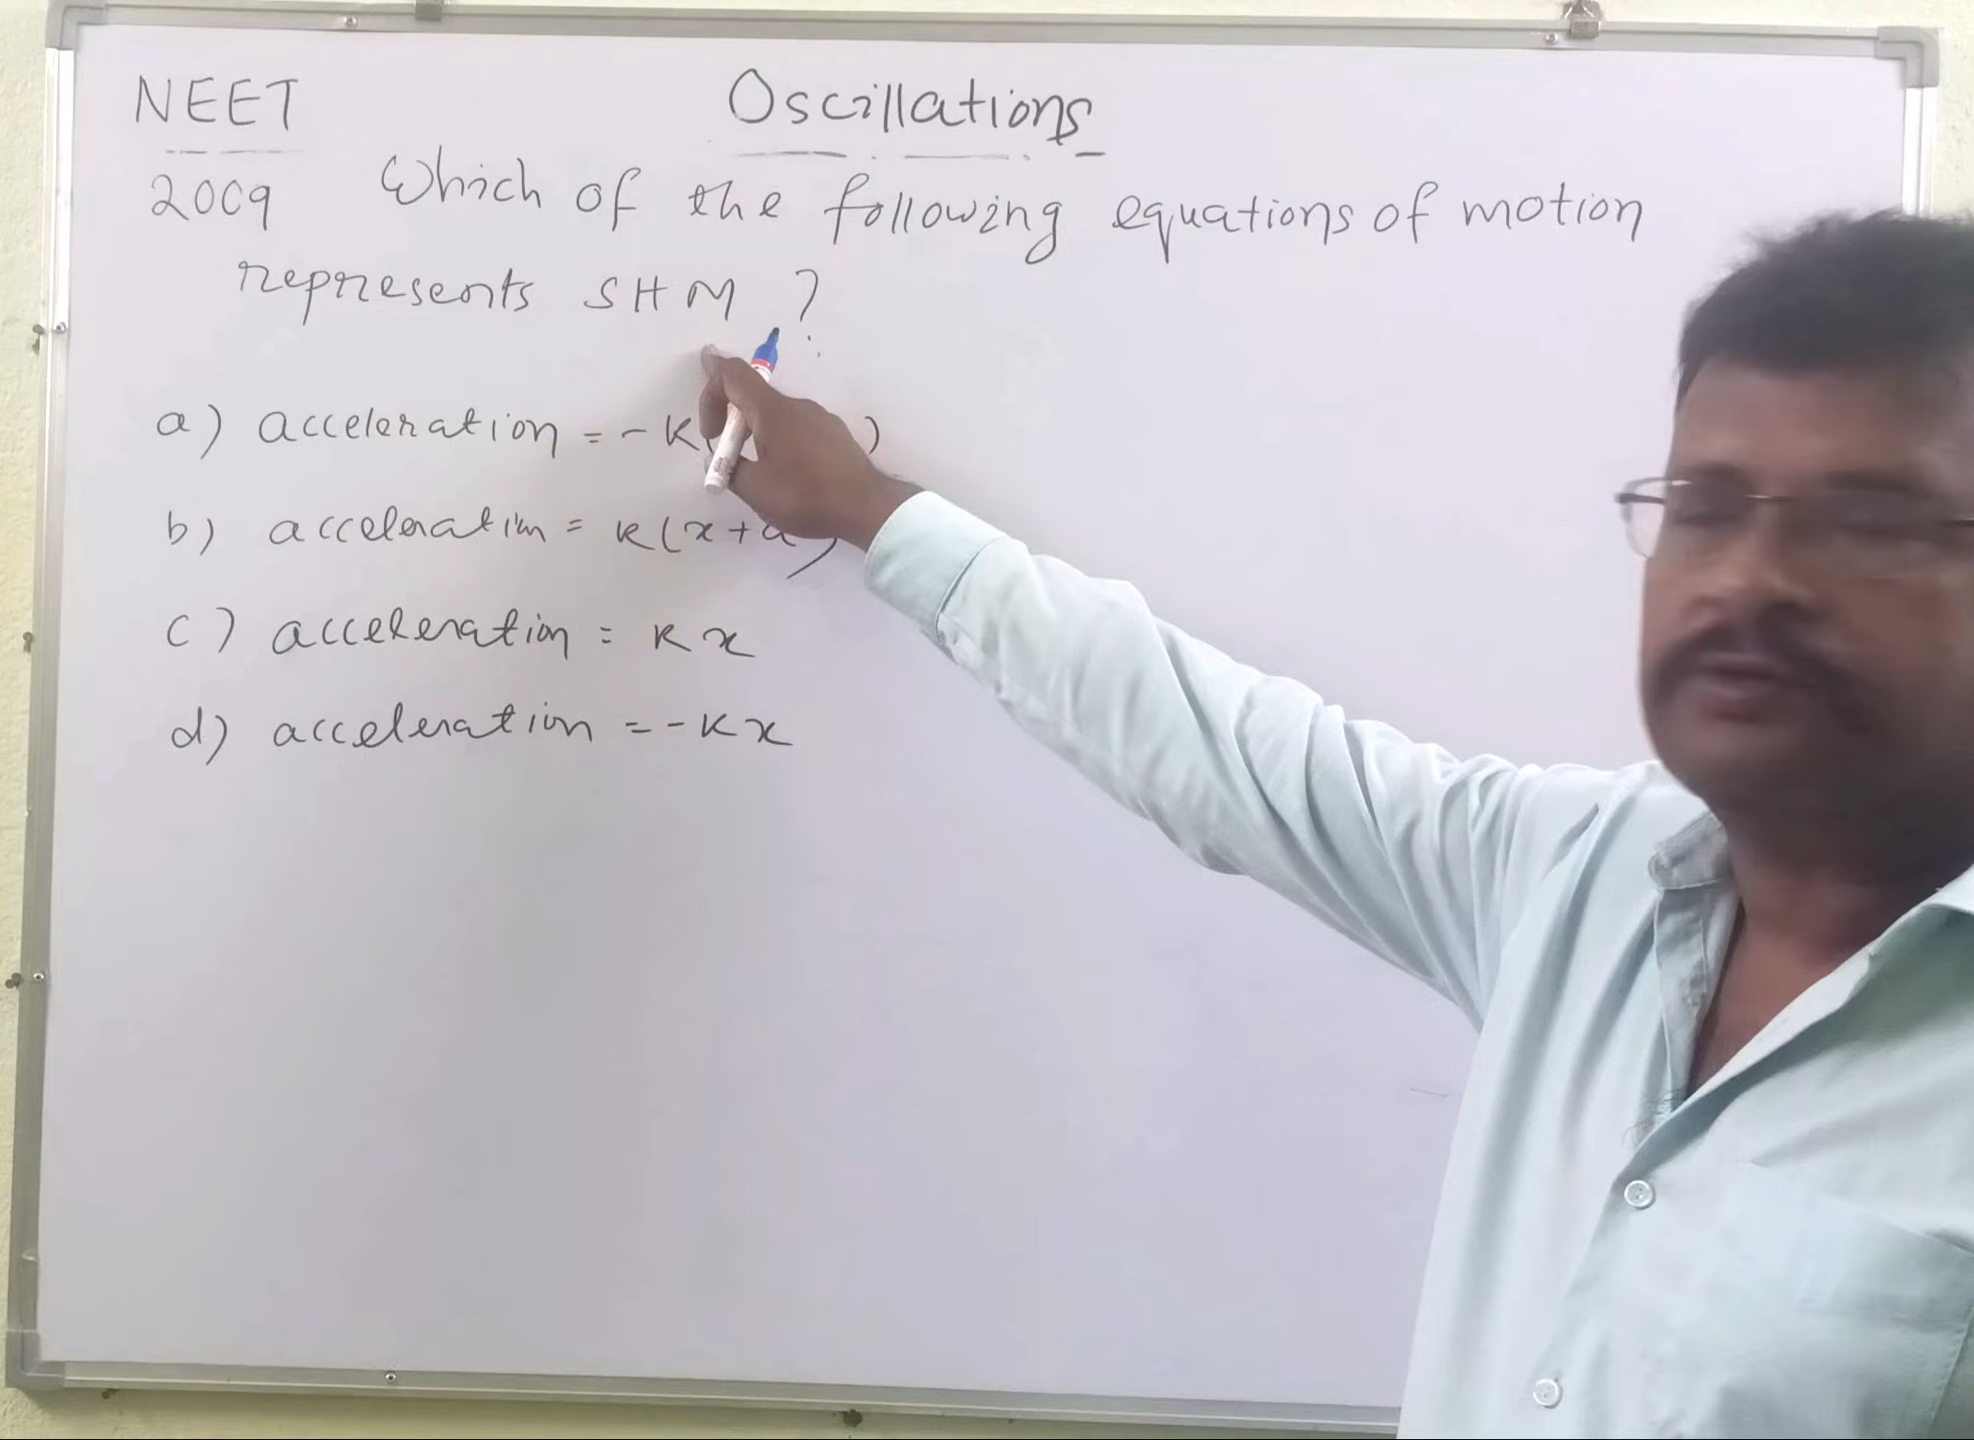 NEET
Oscillations
2009 Which of the following equations of motion
represents SHM ?
a) acceleration = - K( )
b) acceleration = K(x+a)
c) acceleration = Kx
d) acceleration = -Kx